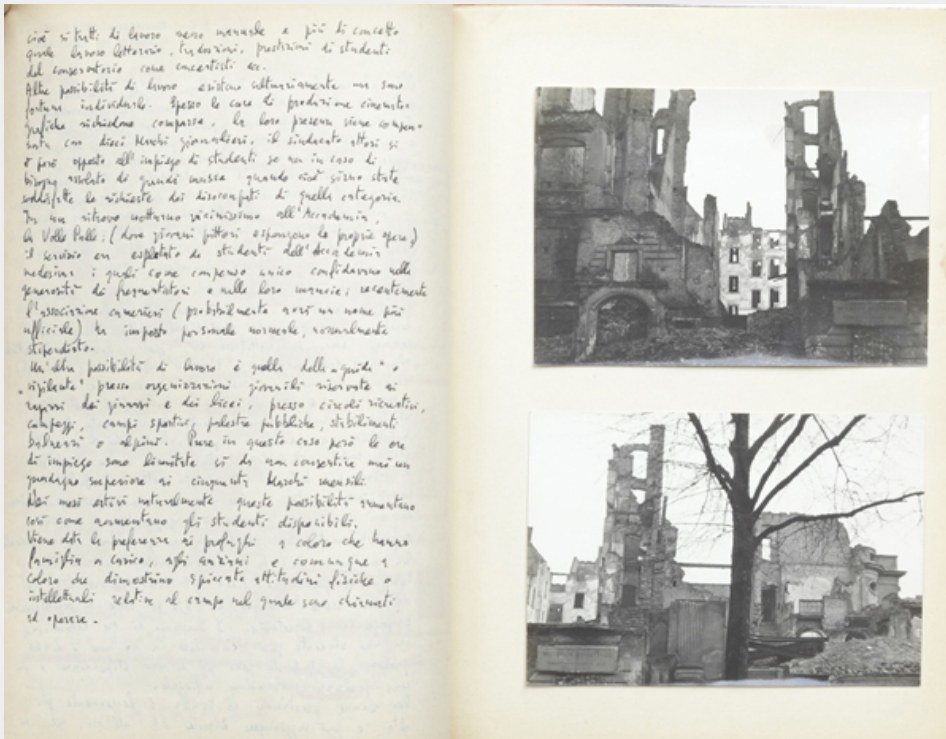 cioè si tratti di lavoro meno manuale e più di concetto
quale lavoro letterario, traduzioni, prestazioni di studenti
del conservatorio come concertisti ecc.
Altre possibilità di lavoro esistono saltuariamente ma sono
fortune individuali. Spesso le case di produzione cinemato-
grafiche richiedono comparse, la loro presenza viene compen-
sata con dieci Marchi giornalieri, il sindacato attori si
è però opposto all'impiego di studenti se non in caso di
bisogno assoluto di grandi masse quando cioè siano state
soddisfatte le richieste dei disoccupati di quella categoria.
In un ritrovo notturno vicinissimo all'Accademia,
la Volle Pulle; (dove giovani pittori espongono le proprie opere,)
il servizio era espletato da studenti dell'Accademia
medesima i quali come compenso unico confidavano nella
generosità dei frequentatori e nelle loro mancie; recentemente
l'associazione camerieri (probabilmente avrà un nome più
ufficiale) ha imposto personale normale, normalmente
stipendiato.
Un'altra possibilità di lavoro è quella della "guida" o
"vigilante" presso organizzazioni giovanili riservate ai
ragazzi dei ginnasi e dei licei, presso circoli ricreativi,
campeggi, campi sportivi, palestre pubbliche, stabilimenti
balneari o alpini. Pure in questo caso però le ore
di impiego sono limitate sì da non consentire mai un
guadagno superiore ai cinquanta Marchi mensili.
Nei mesi estivi naturalmente queste possibilità aumentano
così come aumentano gli studenti disponibili.
Viene data la preferenza ai profughi a coloro che hanno
famiglia a carico, agli anziani e comunque a
coloro che dimostrino spiccate attitudini fisiche o
intellettuali relative al campo nel quale sono chiamati
ad operare.